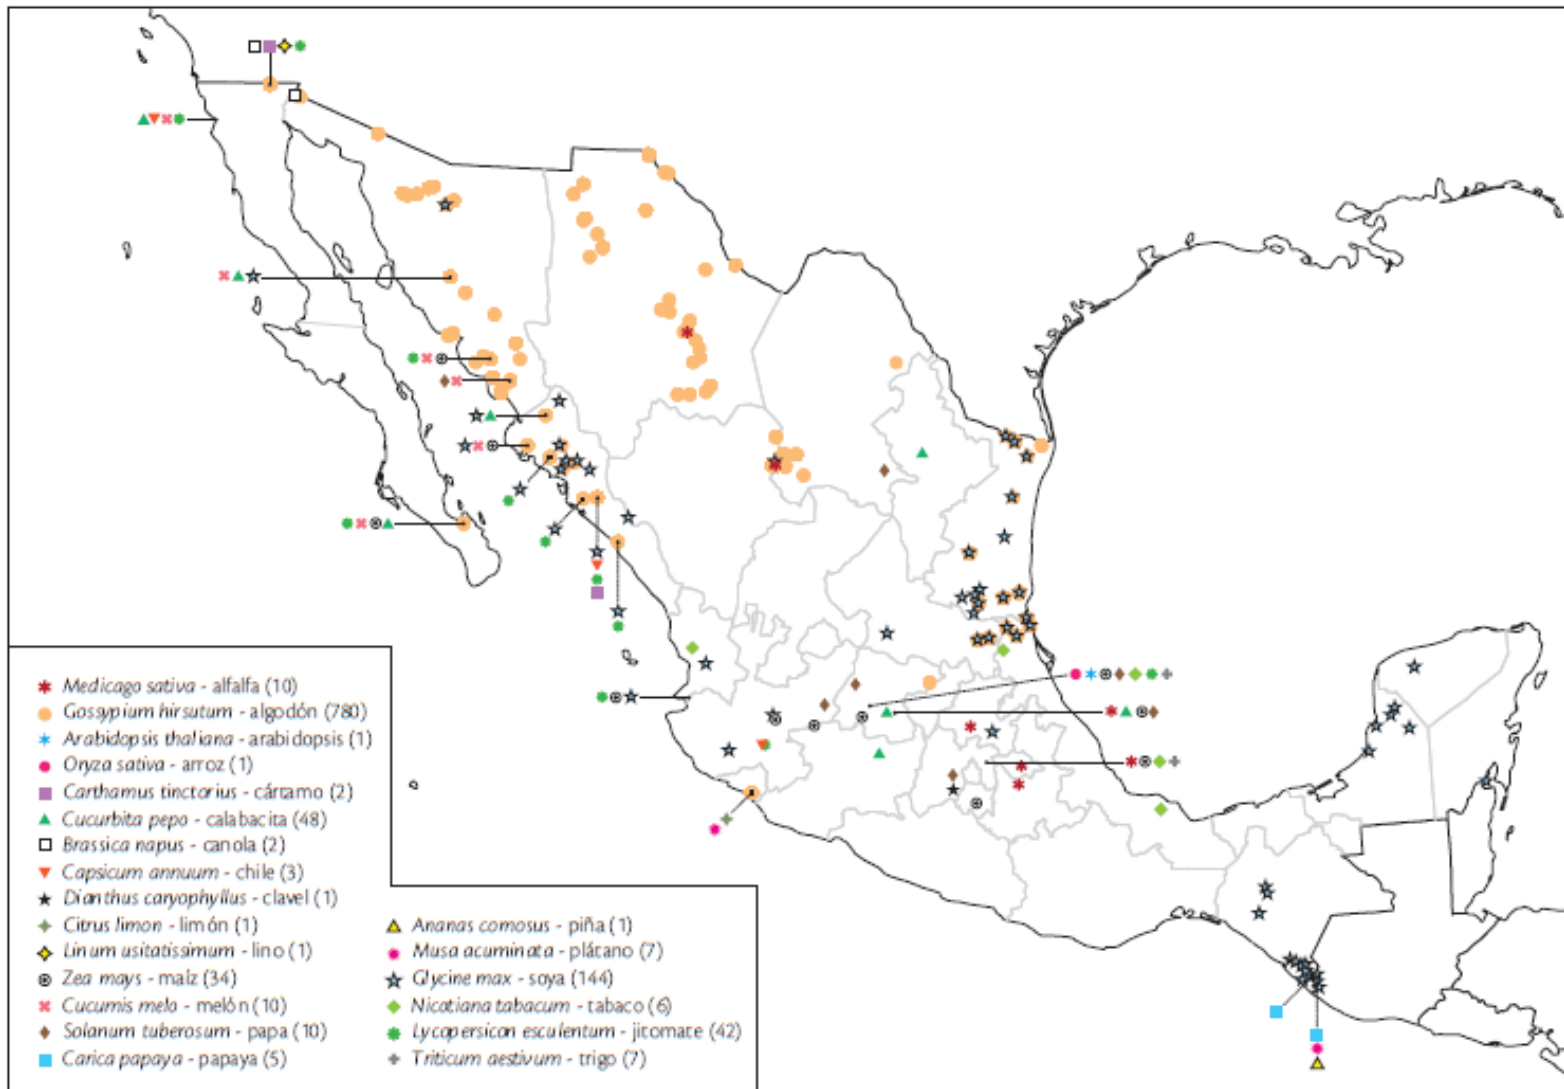 Medicago sativa - alfalfa (10)
Gossypium hirsutum - algodón (780)
Arabidopsis thaliana - arabidopsis (1)
Oryza sativa - arroz (1)
Carthamus tinctorius - cártamo (2)
Cucurbita pepo - calabacita (48)
Brassica napus - canola (2)
Capsicum annuum - chile (3)
Dianthus caryophyllus - clavel (1)
Citrus limon - limón (1)
Linum usitatissimum - lino (1)
Zea mays - maíz (34)
Cucumis melo - melón (10)
Solanum tuberosum - papa (10)
Carica papaya - papaya (5)
Ananas comosus - piña (1)
Musa acuminata - plátano (7)
Glycine max - soya (144)
Nicotiana tabacum - tabaco (6)
Lycopersicon esculentum - jitomate (42)
Triticum aestivum - trigo (7)